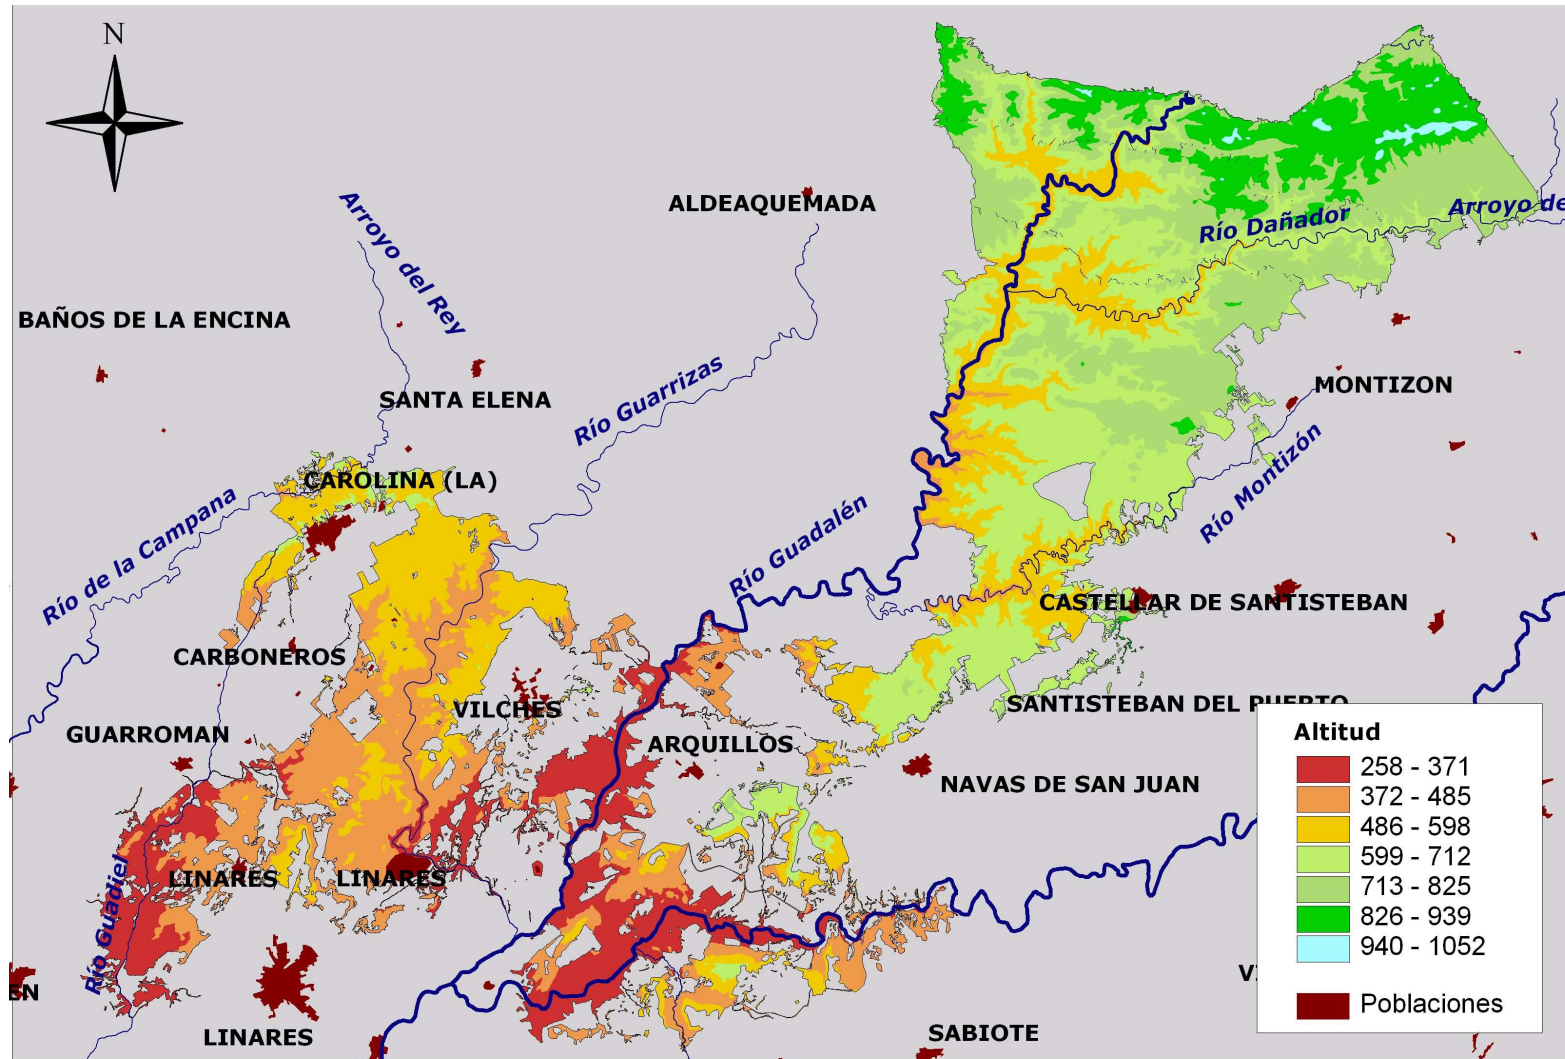 N
ALDEAQUEMADA
Arroyo del Rey
Río Dañador
Arroyo de
BAÑOS DE LA ENCINA
Río Guarrizas
SANTA ELENA
MONTIZON
CAROLINA (LA)
Río Montizón
Río de la Campana
Río Guadalén
CASTELLAR DE SANTISTEBAN
CARBONEROS
VILCHES
SANTISTEBAN DEL PUERTO
GUARROMAN
ARQUILLOS
NAVAS DE SAN JUAN
LINARES
LINARES
Río Guadiel
EN
LINARES
SABIOTE
Altitud
258 - 371
372 - 485
486 - 598
599 - 712
713 - 825
826 - 939
940 - 1052
Poblaciones